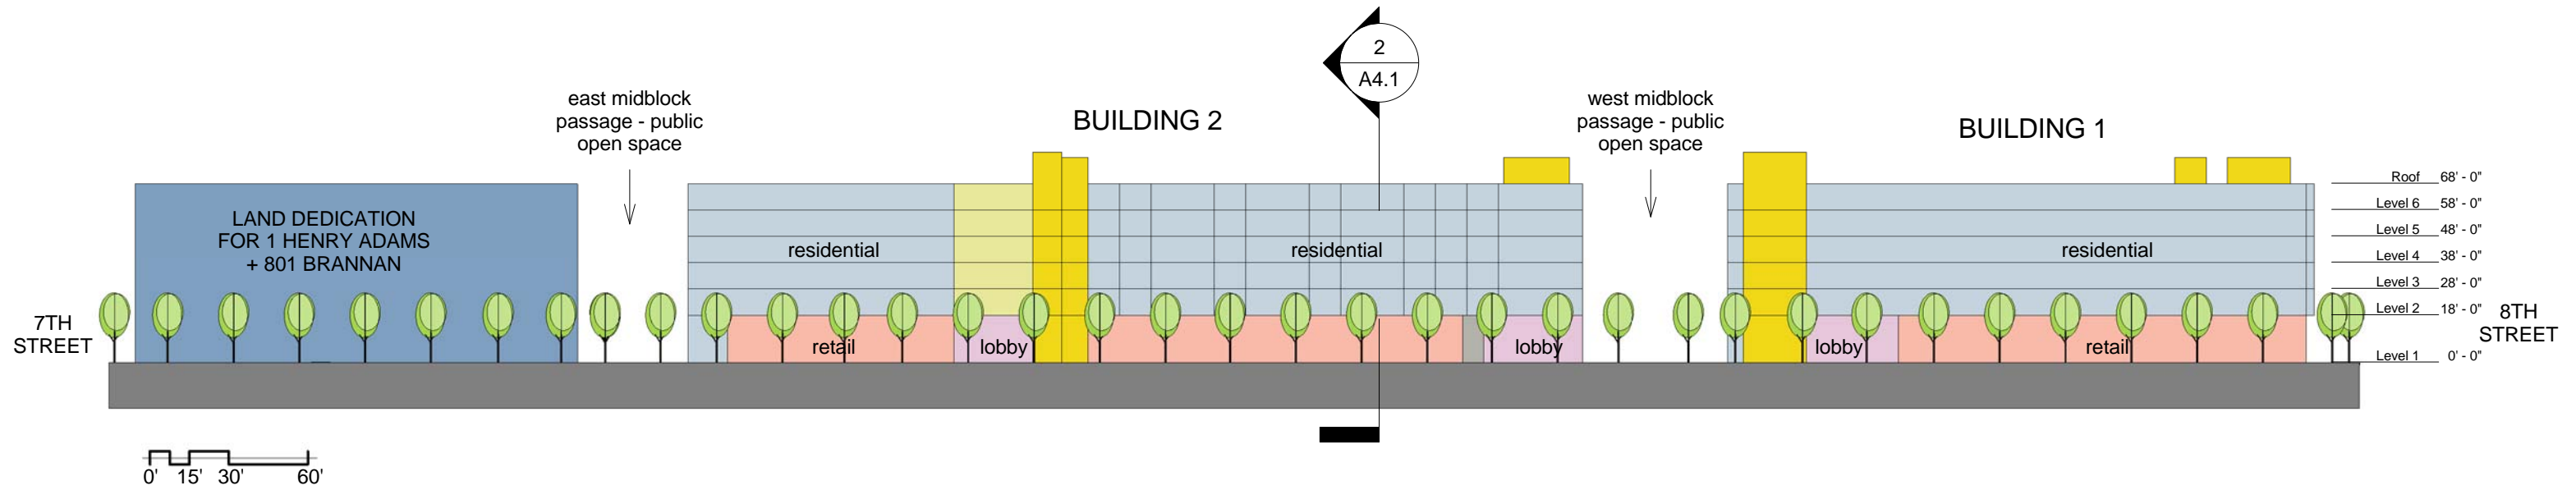 2
A4.1
east midblock
passage - public
open space
BUILDING 2
west midblock
passage - public
open space
BUILDING 1
LAND DEDICATION
FOR 1 HENRY ADAMS
+ 801 BRANNAN
residential
residential
residential
Roof 68' - 0"
Level 6 58' - 0"
Level 5 48' - 0"
Level 4 38' - 0"
Level 3 28' - 0"
Level 2 18' - 0"
Level 1 0' - 0"
7TH
STREET
retail
lobby
lobby
lobby
retail
8TH
STREET
0' 15' 30' 60'